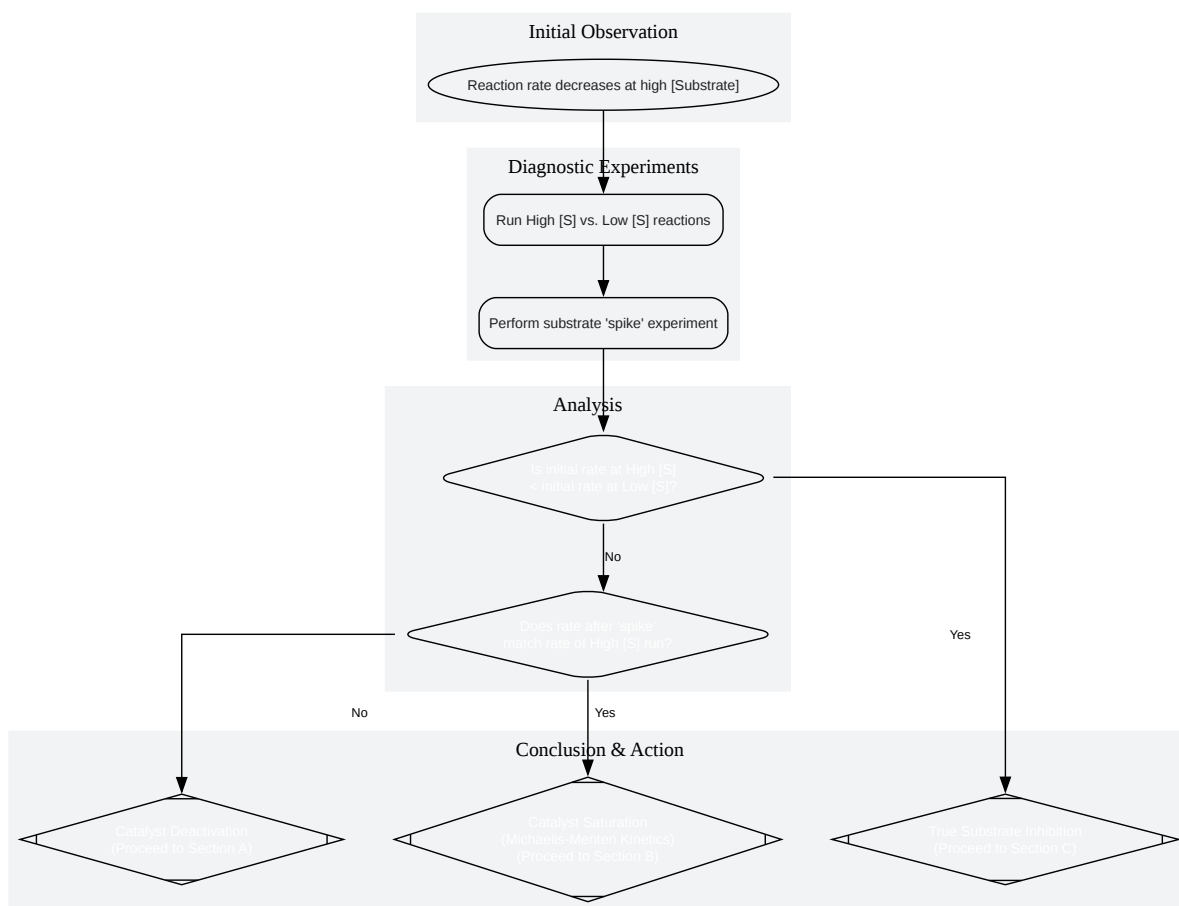 Initial Observation
Reaction rate decreases at high [Substrate]
Diagnostic Experiments
Run High [S] vs. Low [S] reactions
Perform substrate 'spike' experiment
Analysis
Is initial rate at High [S]
< initial rate at Low [S]?
No
Does rate after 'spike'
match rate of High [S] run?
Yes
No
Yes
Conclusion & Action
Catalyst Deactivation
(Proceed to Section A)
Catalyst Saturation
(Michaelis-Menten Kinetics)
(Proceed to Section B)
True Substrate Inhibition
(Proceed to Section C)